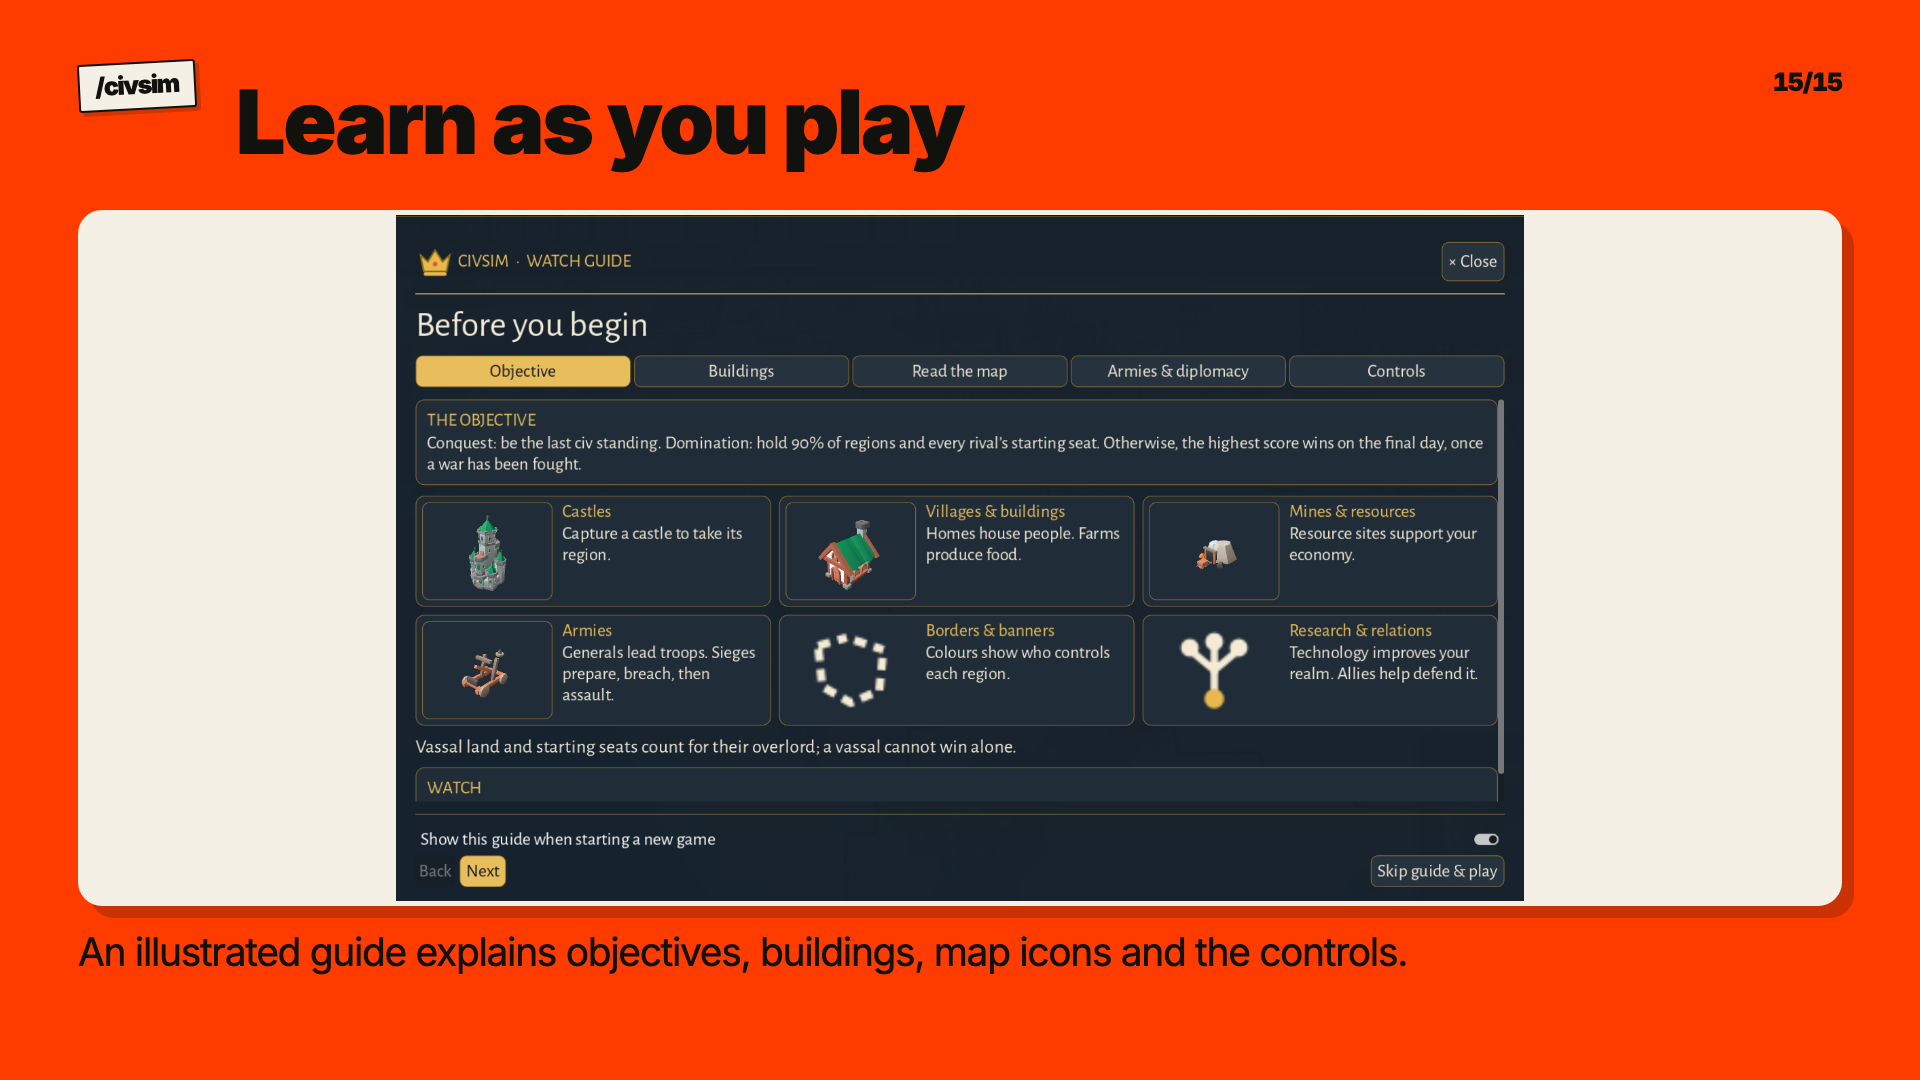 /civsim
Learn as you play
15/15
CIVSIM · WATCH GUIDE
× Close
Before you begin
Objective
Buildings
Read the map
Armies & diplomacy
Controls
THE OBJECTIVE
Conquest: be the last civ standing. Domination: hold 90% of regions and every rival's starting seat. Otherwise, the highest score wins on the final day, once
a war has been fought.
Castles
Capture a castle to take its
region.
Villages & buildings
Homes house people. Farms
produce food.
Mines & resources
Resource sites support your
economy.
Armies
Generals lead troops. Sieges
prepare, breach, then
assault.
Borders & banners
Colours show who controls
each region.
Research & relations
Technology improves your
realm. Allies help defend it.
Vassal land and starting seats count for their overlord; a vassal cannot win alone.
WATCH
Show this guide when starting a new game
Back
Next
Skip guide & play
An illustrated guide explains objectives, buildings, map icons and the controls.